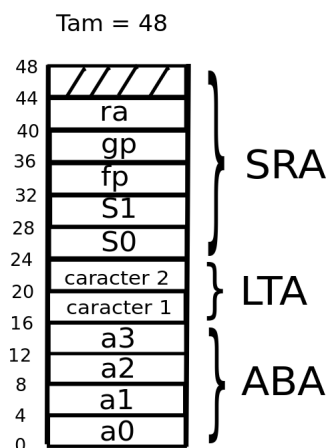 Tam = 48
48
44
ra
40
gp
36
fp
32
S1
28
S0
24
caracter 2
20
caracter 1
16
a3
12
a2
8
a1
4
a0
0
SRA
LTA
ABA